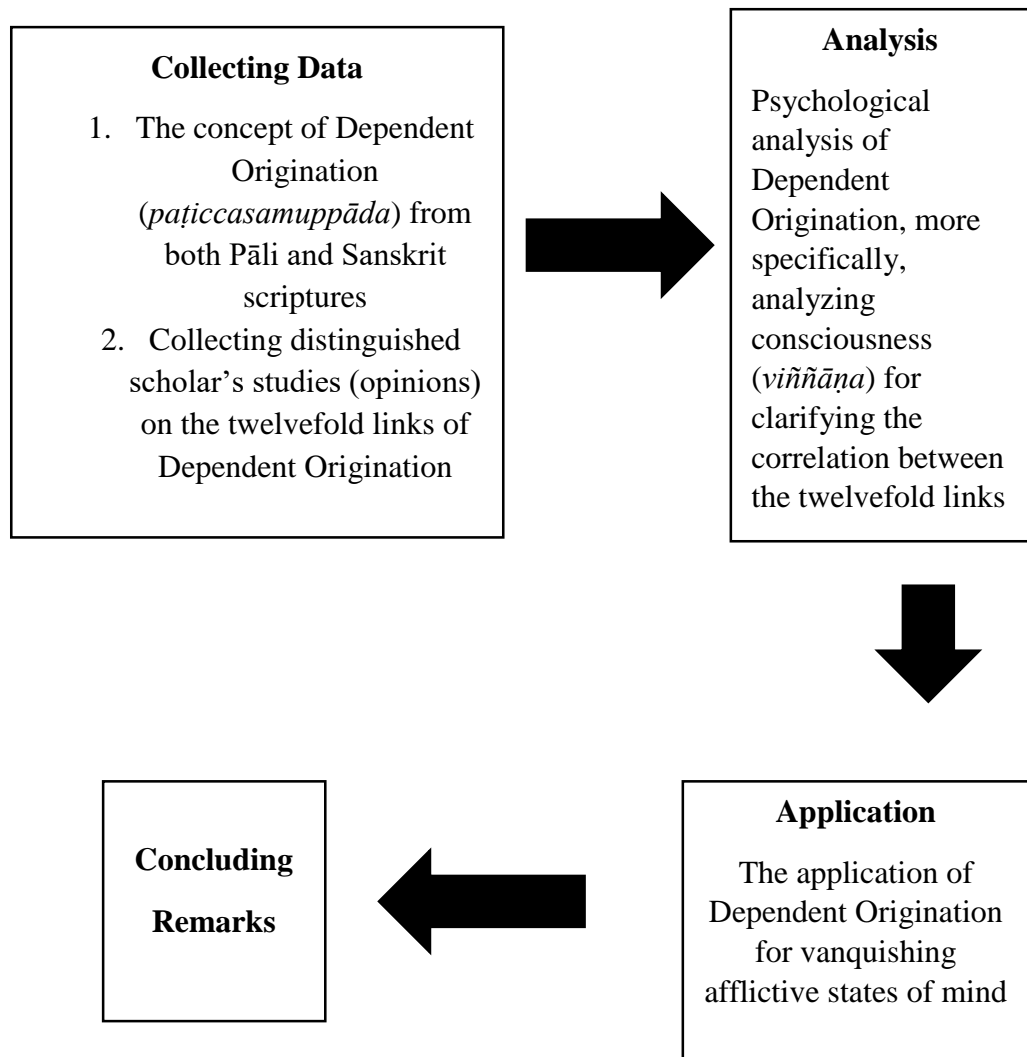 Collecting Data
1. The concept of Dependent
Origination
(paṭiccasamuppāda) from
both Pāli and Sanskrit
scriptures
2. Collecting distinguished
scholar’s studies (opinions)
on the twelvefold links of
Dependent Origination
Analysis
Psychological
analysis of
Dependent
Origination, more
specifically,
analyzing
consciousness
(viññāṇa) for
clarifying the
correlation between
the twelvefold links
Application
The application of
Dependent Origination
for vanquishing
afflictive states of mind
Concluding
Remarks